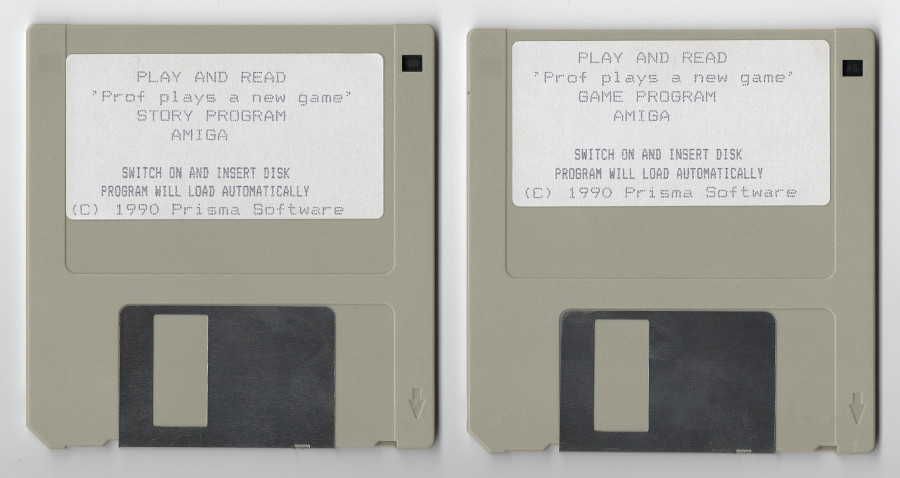 PLAY AND READ
'Prof plays a new game'
STORY PROGRAM
AMIGA
SWITCH ON AND INSERT DISK
PROGRAM WILL LOAD AUTOMATICALLY
(C) 1990 Prisma Software
PLAY AND READ
'Prof plays a new game'
GAME PROGRAM
AMIGA
SWITCH ON AND INSERT DISK
PROGRAM WILL LOAD AUTOMATICALLY
(C) 1990 Prisma Software